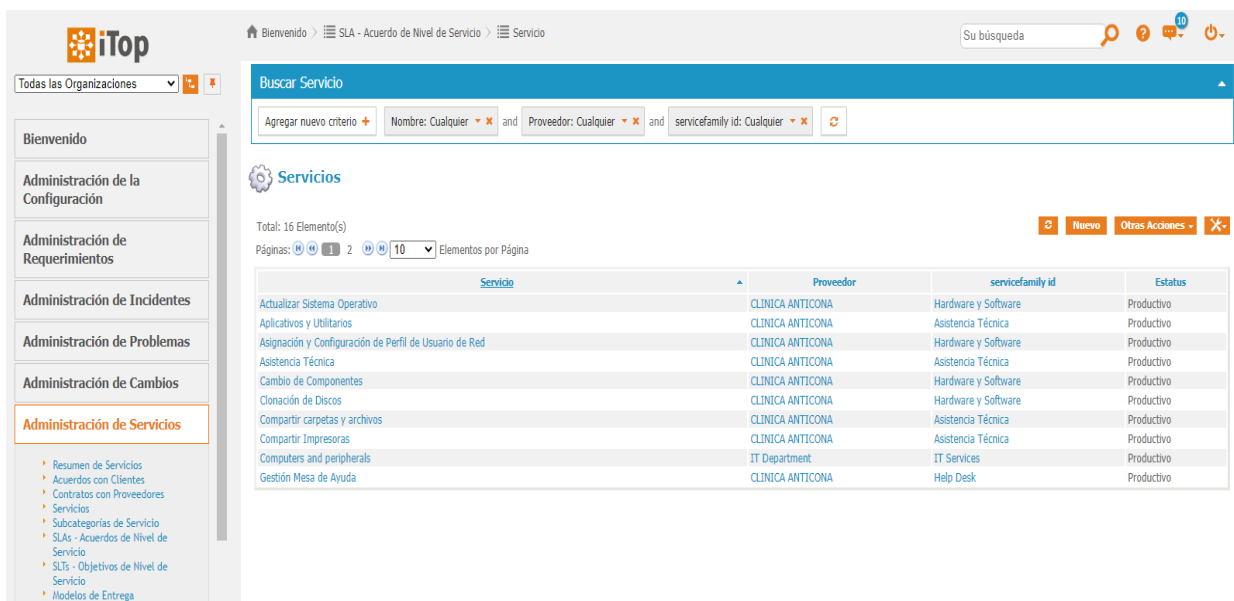 iTop
Bienvenido > SLA - Acuerdo de Nivel de Servicio > Servicio
Su búsqueda
10
Todas las Organizaciones
Buscar Servicio
Agregar nuevo criterio +
Nombre: Cualquier
and
Proveedor: Cualquier
and
servicefamily id: Cualquier
Bienvenido
Administración de la
Configuración
Administración de
Requerimientos
Administración de Incidentes
Administración de Problemas
Administración de Cambios
Administración de Servicios
Resumen de Servicios
Acuerdos con Clientes
Contratos con Proveedores
Servicios
Subcategorías de Servicio
SLAs - Acuerdos de Nivel de
Servicio
SLTs - Objetivos de Nivel de
Servicio
Modelos de Entrega
Servicios
Total: 16 Elemento(s)
Nuevo
Otras Acciones
Páginas: 1 2 10 Elementos por Página
Servicio Proveedor servicefamily id Estatus
Actualizar Sistema Operativo CLINICA ANTICONA Hardware y Software Productivo
Aplicativos y Utilitarios CLINICA ANTICONA Asistencia Técnica Productivo
Asignación y Configuración de Perfil de Usuario de Red CLINICA ANTICONA Hardware y Software Productivo
Asistencia Técnica CLINICA ANTICONA Asistencia Técnica Productivo
Cambio de Componentes CLINICA ANTICONA Hardware y Software Productivo
Clonación de Discos CLINICA ANTICONA Hardware y Software Productivo
Compartir carpetas y archivos CLINICA ANTICONA Asistencia Técnica Productivo
Compartir Impresoras CLINICA ANTICONA Asistencia Técnica Productivo
Computers and peripherals IT Department IT Services Productivo
Gestión Mesa de Ayuda CLINICA ANTICONA Help Desk Productivo